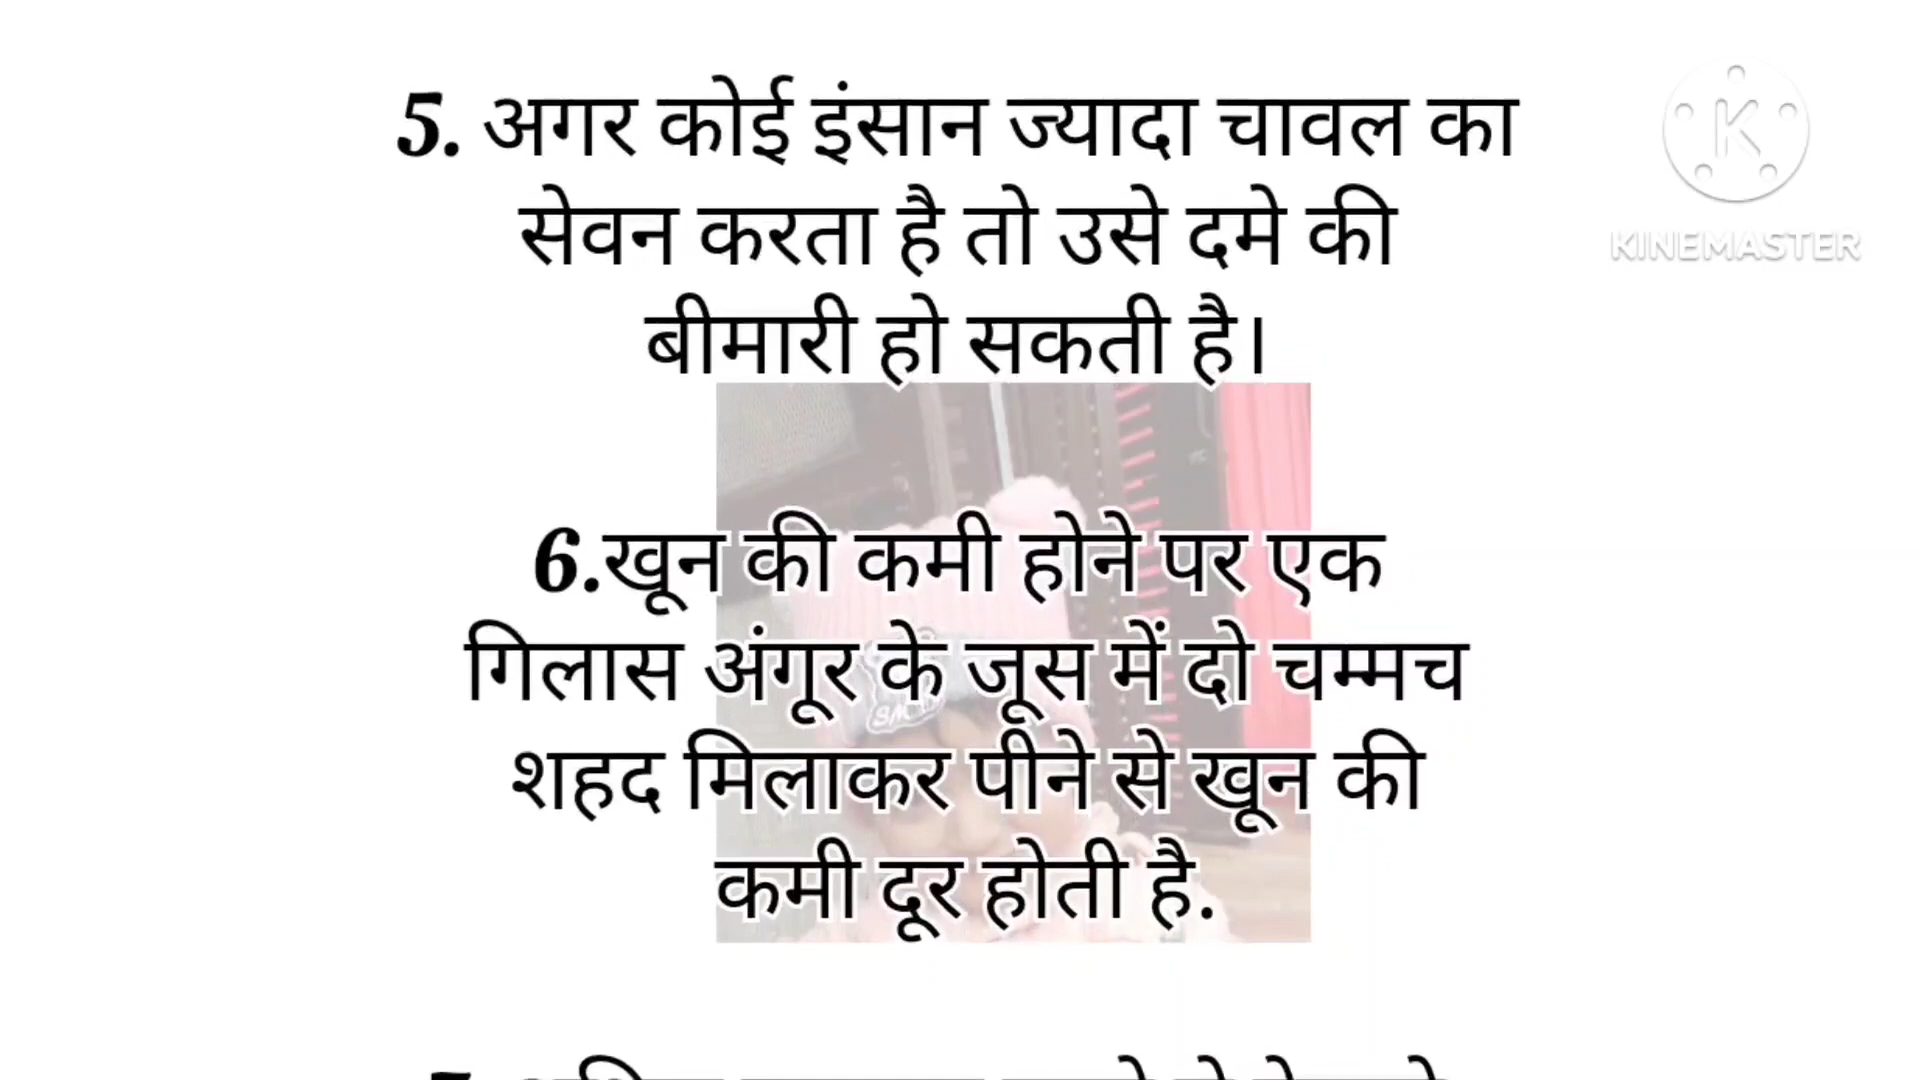 5. अगर कोई इंसान ज्यादा चावल का
सेवन करता है तो उसे दमे की
बीमारी हो सकती है।
6.खून की कमी होने पर एक
गिलास अंगूर के जूस में दो चम्मच
शहद मिलाकर पीने से खून की
कमी दूर होती है.
KINEMASTER